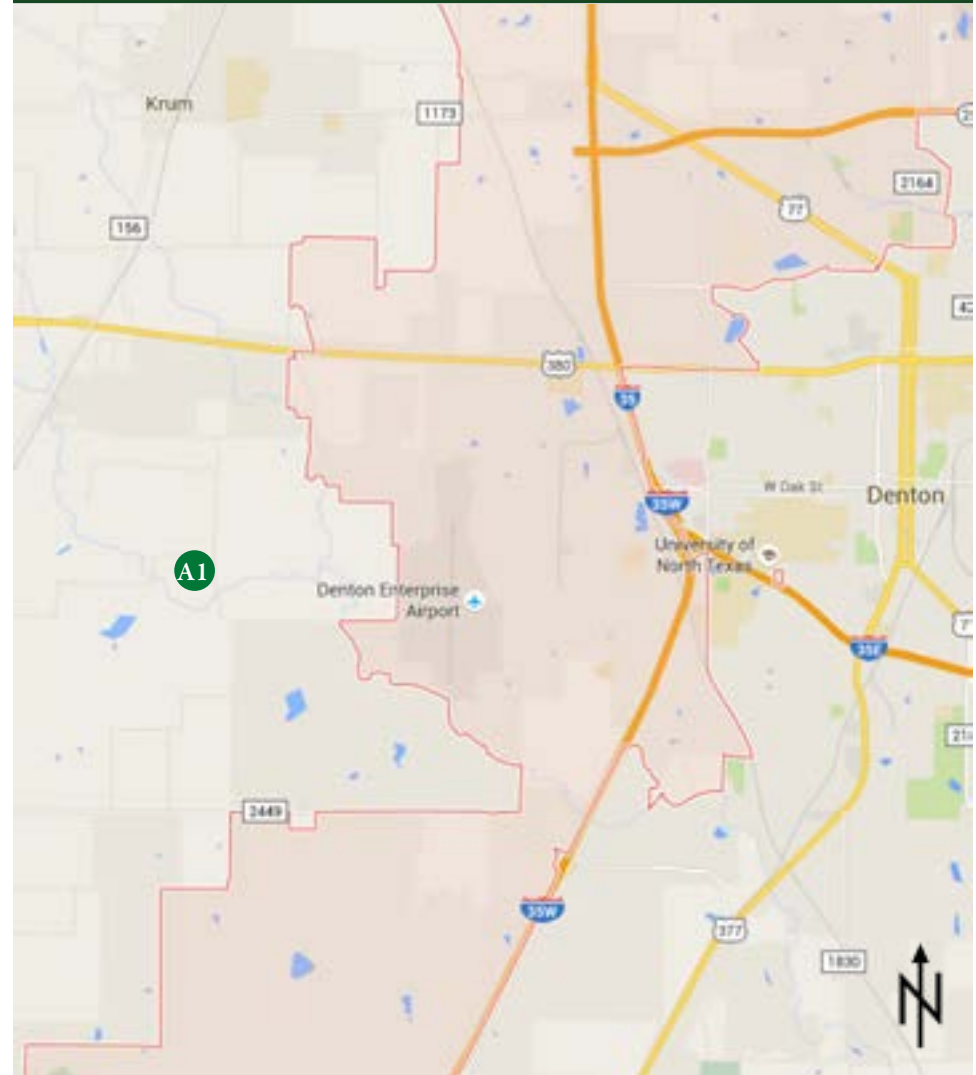 Krum
1173
2164
77
156
380
35
W Oak St
Denton
35W
University of
North Texas
A1
Denton Enterprise
Airport
35E
2449
35W
377
1830
N